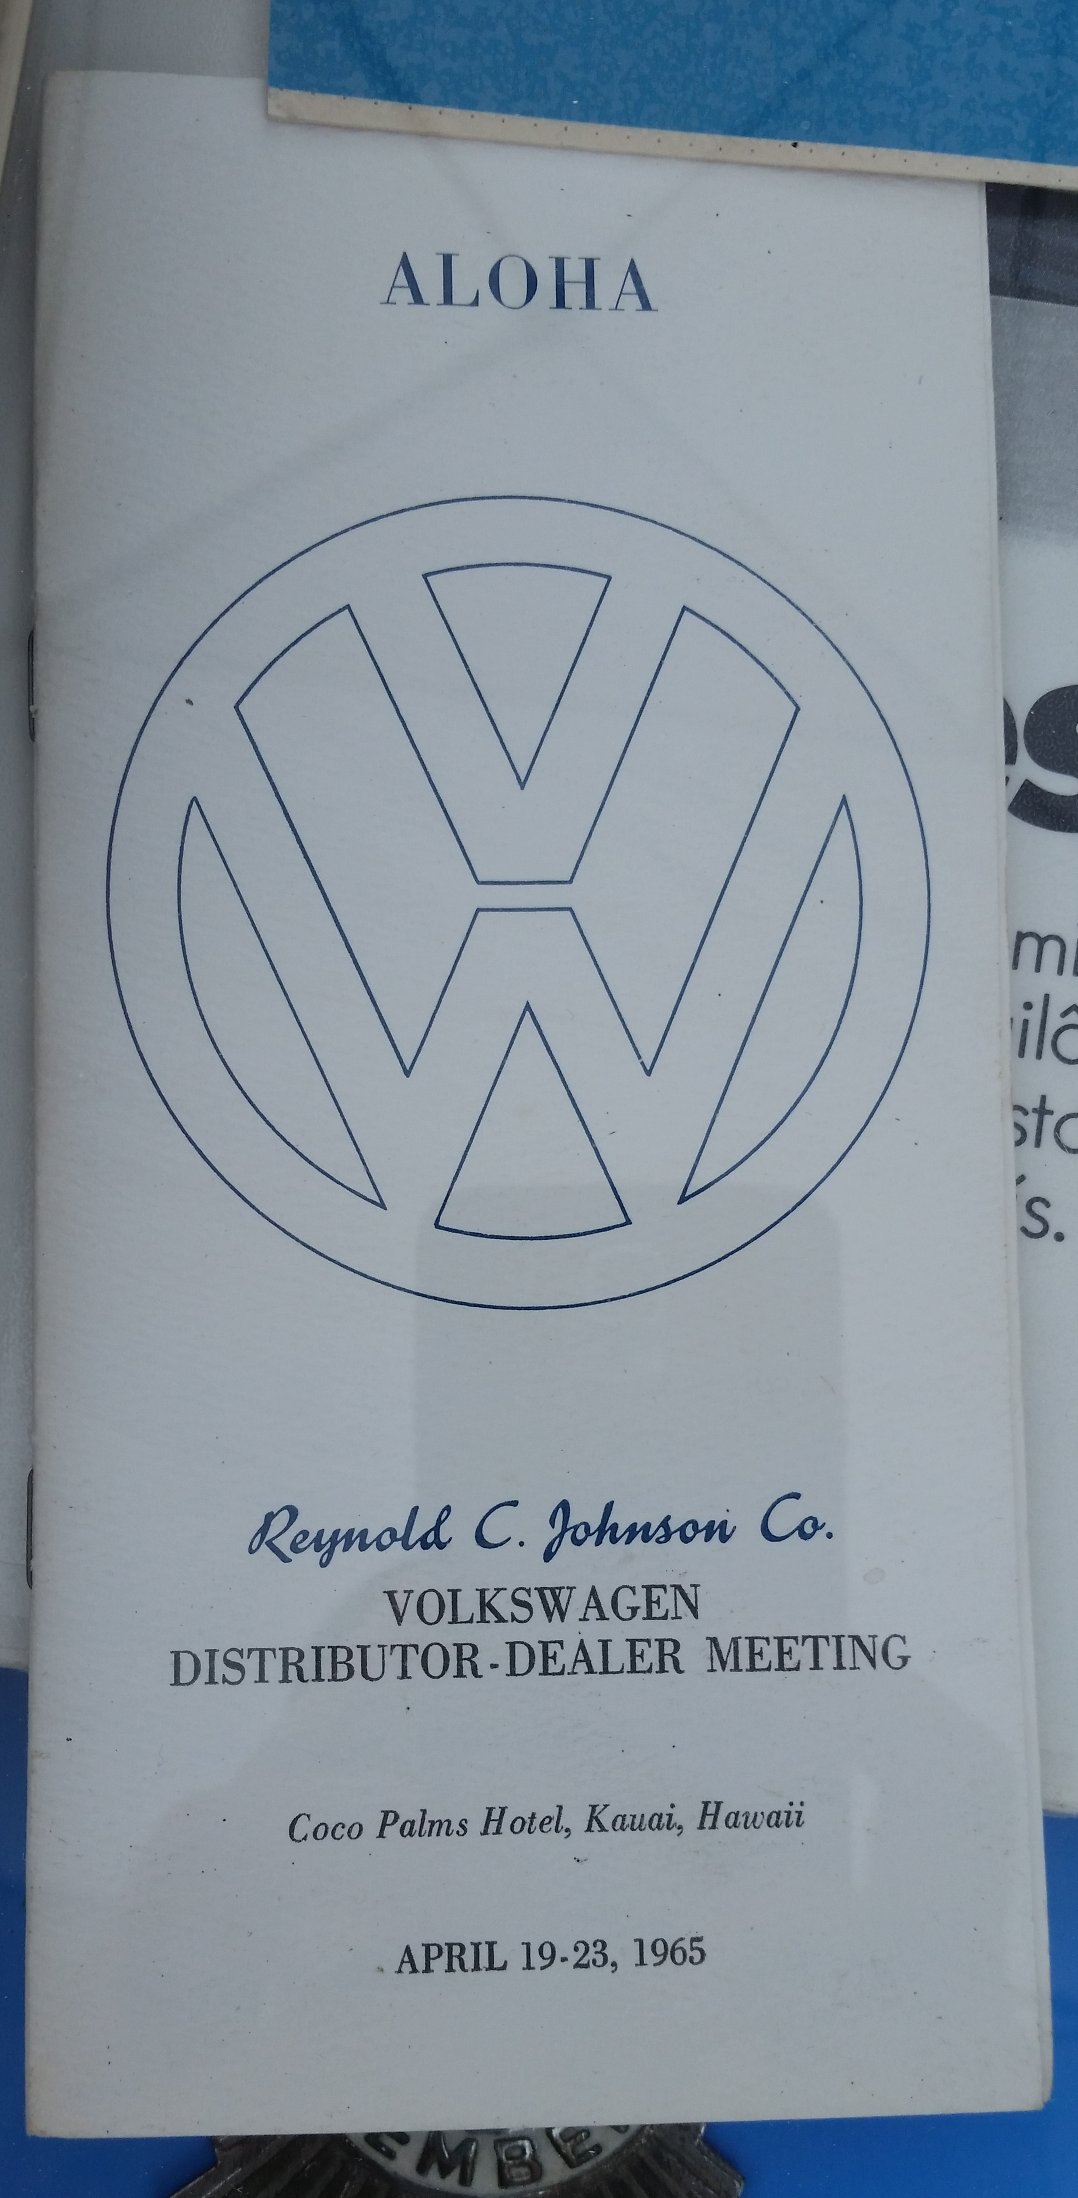 ALOHA
Reynold C. Johnson Co.
VOLKSWAGEN
DISTRIBUTOR-DEALER MEETING
Coco Palms Hotel, Kauai, Hawaii
APRIL 19-23, 1965